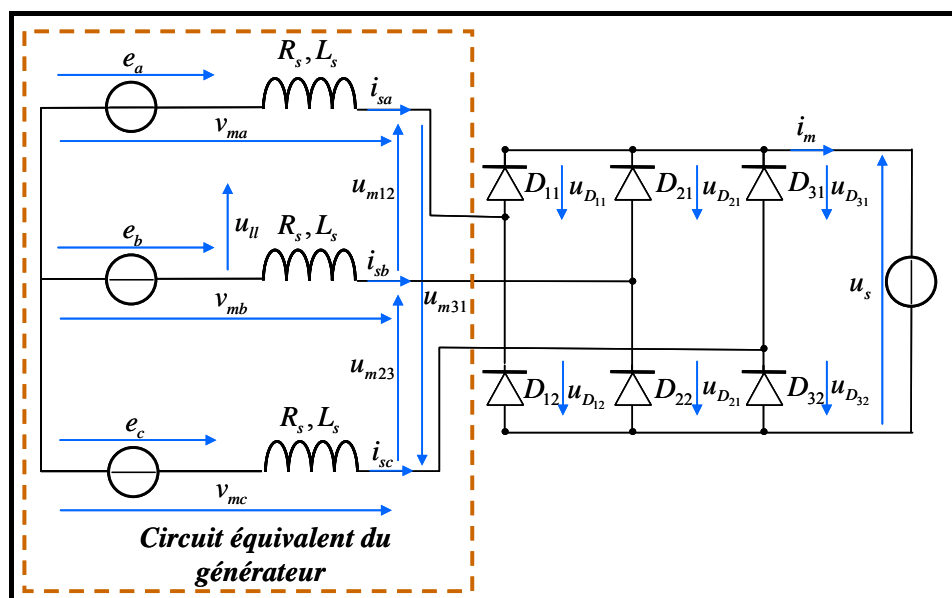 e_a
R_s, L_s
i_sa
v_ma
i_m
D_11
u_D11
D_21
u_D21
D_31
u_D31
u_m12
u_ll
e_b
R_s, L_s
i_sb
v_mb
u_m31
u_s
u_m23
D_12
u_D12
D_22
u_D21
D_32
u_D32
e_c
R_s, L_s
i_sc
v_mc
Circuit équivalent du
générateur